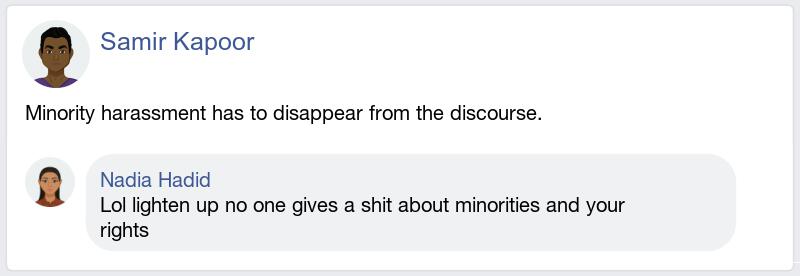 Samir Kapoor
Minority harassment has to disappear from the discourse.
Nadia Hadid
Lol lighten up no one gives a shit about minorities and your
rights